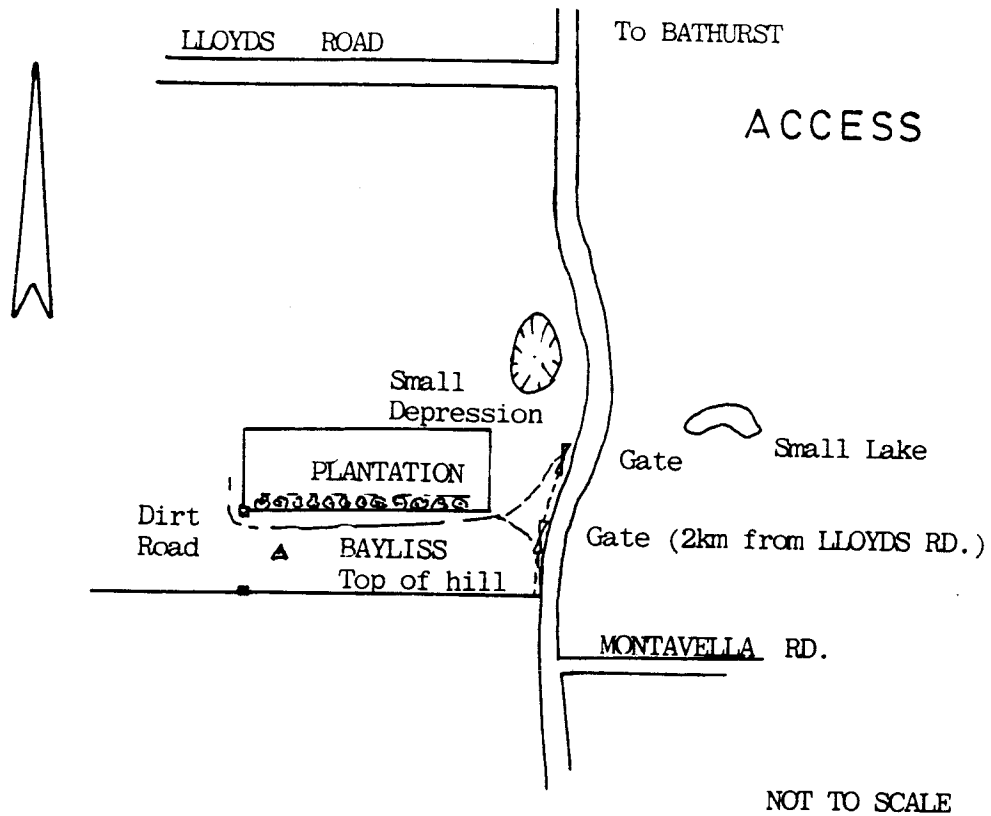 To BATHURST
LLOYDS ROAD
ACCESS
Small
Depression
Small Lake
Gate
PLANTATION
Dirt
Road
Gate (2km from LLOYDS RD.)
BAYLISS
Top of hill
MONTAVELLA RD.
NOT TO SCALE